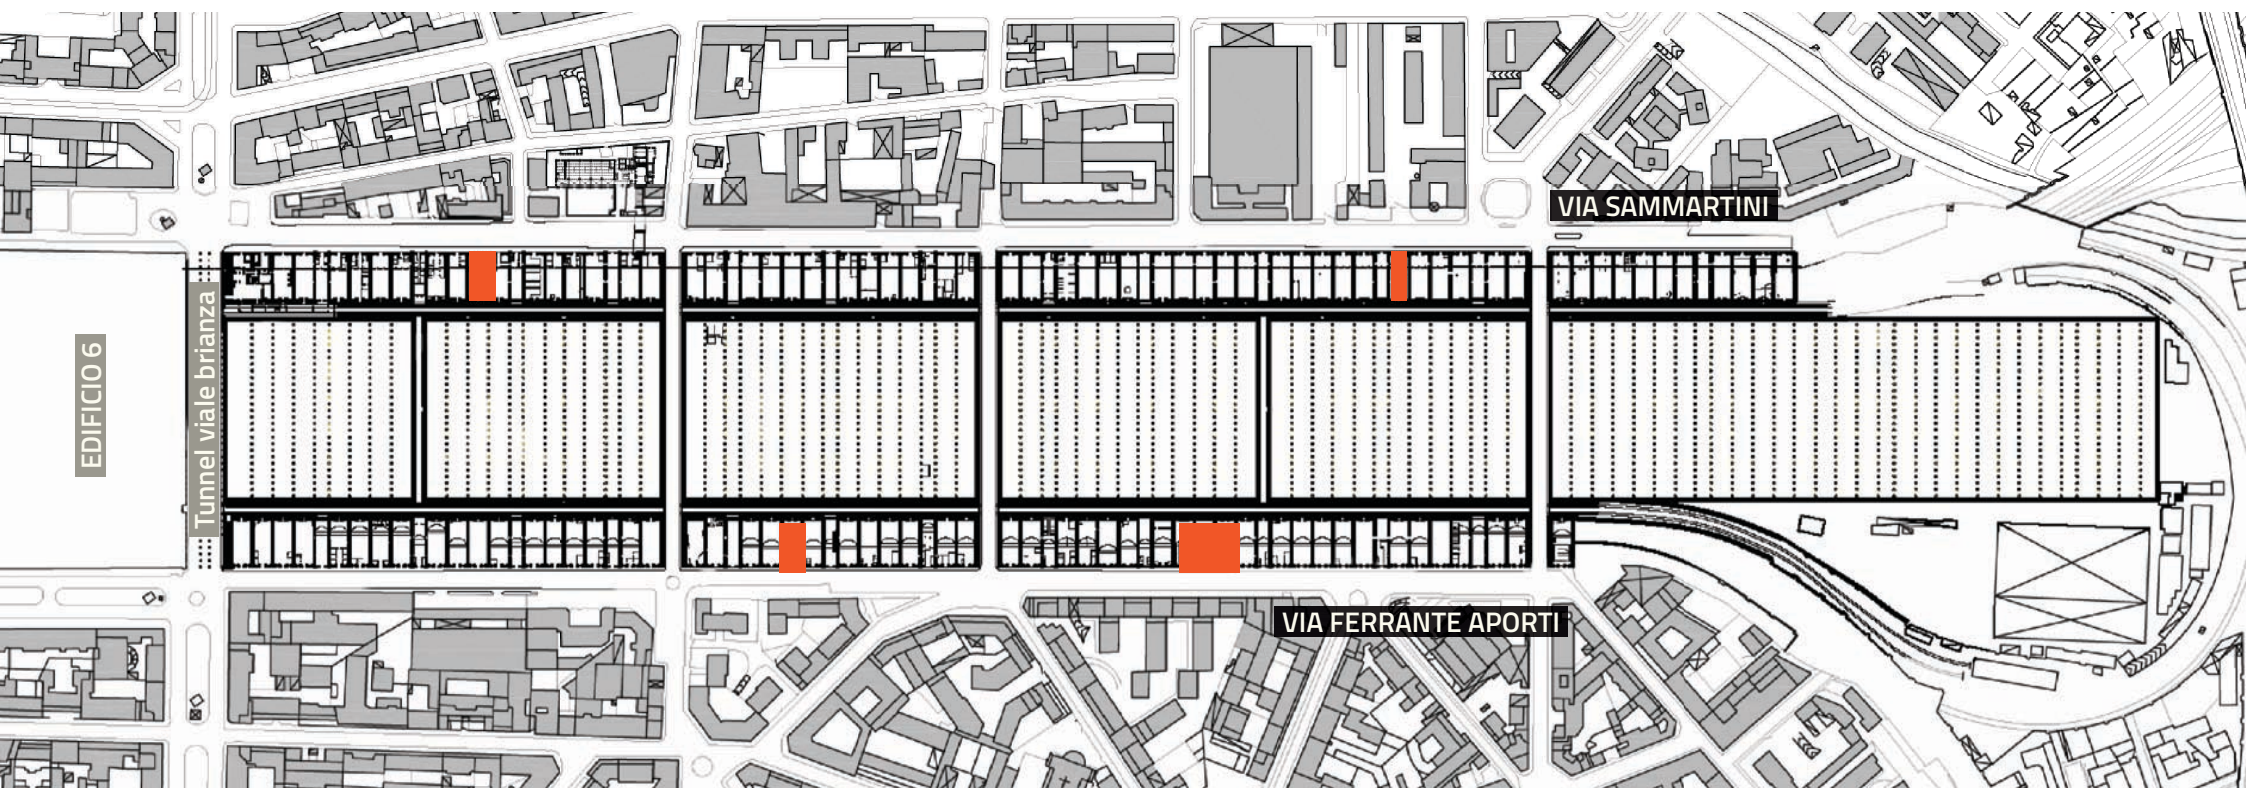 VIA SAMMARTINI
EDIFICIO 6
Tunnel viale brianza
VIA FERRANTE APORTI